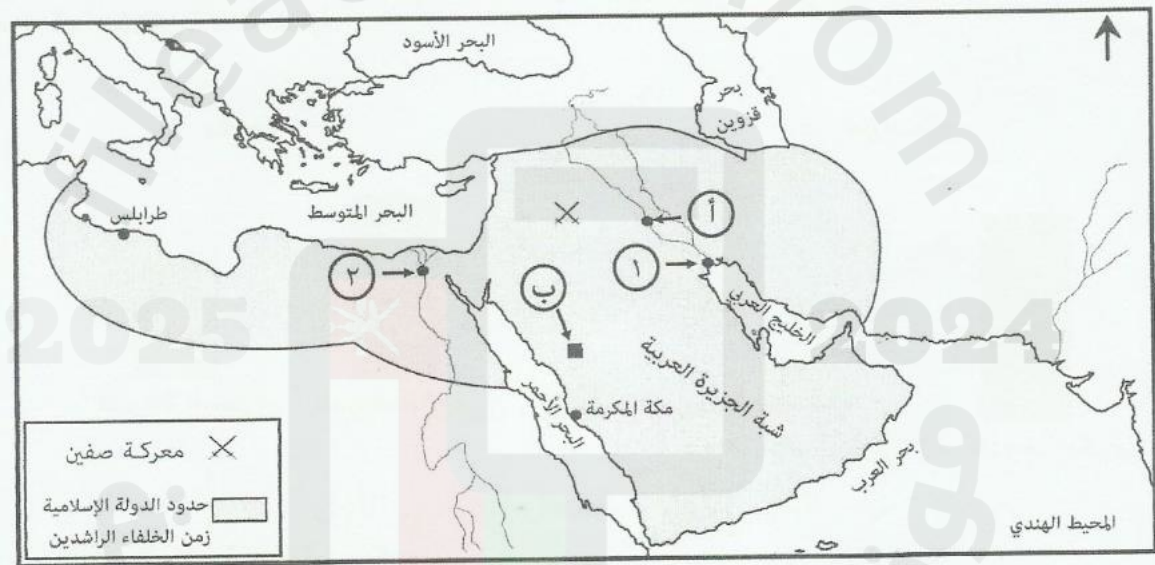 البحر الأسود
بحر
قزوين
طرابلس
البحر المتوسط
أ
١
٢
ب
الخليج العربي
شبة الجزيرة العربية
البحر الأحمر
مكة المكرمة
بحر العرب
المحيط الهندي
معركة صفين
حدود الدولة الإسلامية
زمن الخلفاء الراشدين
2025
2024